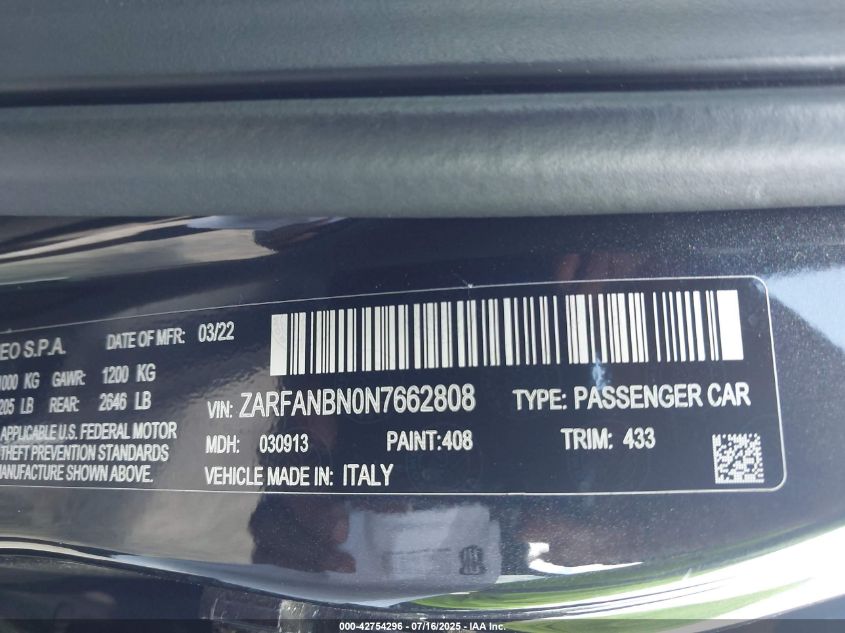 EO S.P.A. DATE OF MFR: 03/22
000 KG GAWR: 1200 KG
205 LB REAR: 2646 LB
APPLICABLE U.S. FEDERAL MOTOR
THEFT PREVENTION STANDARDS
MANUFACTURE SHOWN ABOVE.
VIN: ZARFANBN0N7662808 TYPE: PASSENGER CAR
MDH: 030913 PAINT: 408 TRIM: 433
VEHICLE MADE IN: ITALY
000-42754296 - 07/16/2025 - IAA Inc.